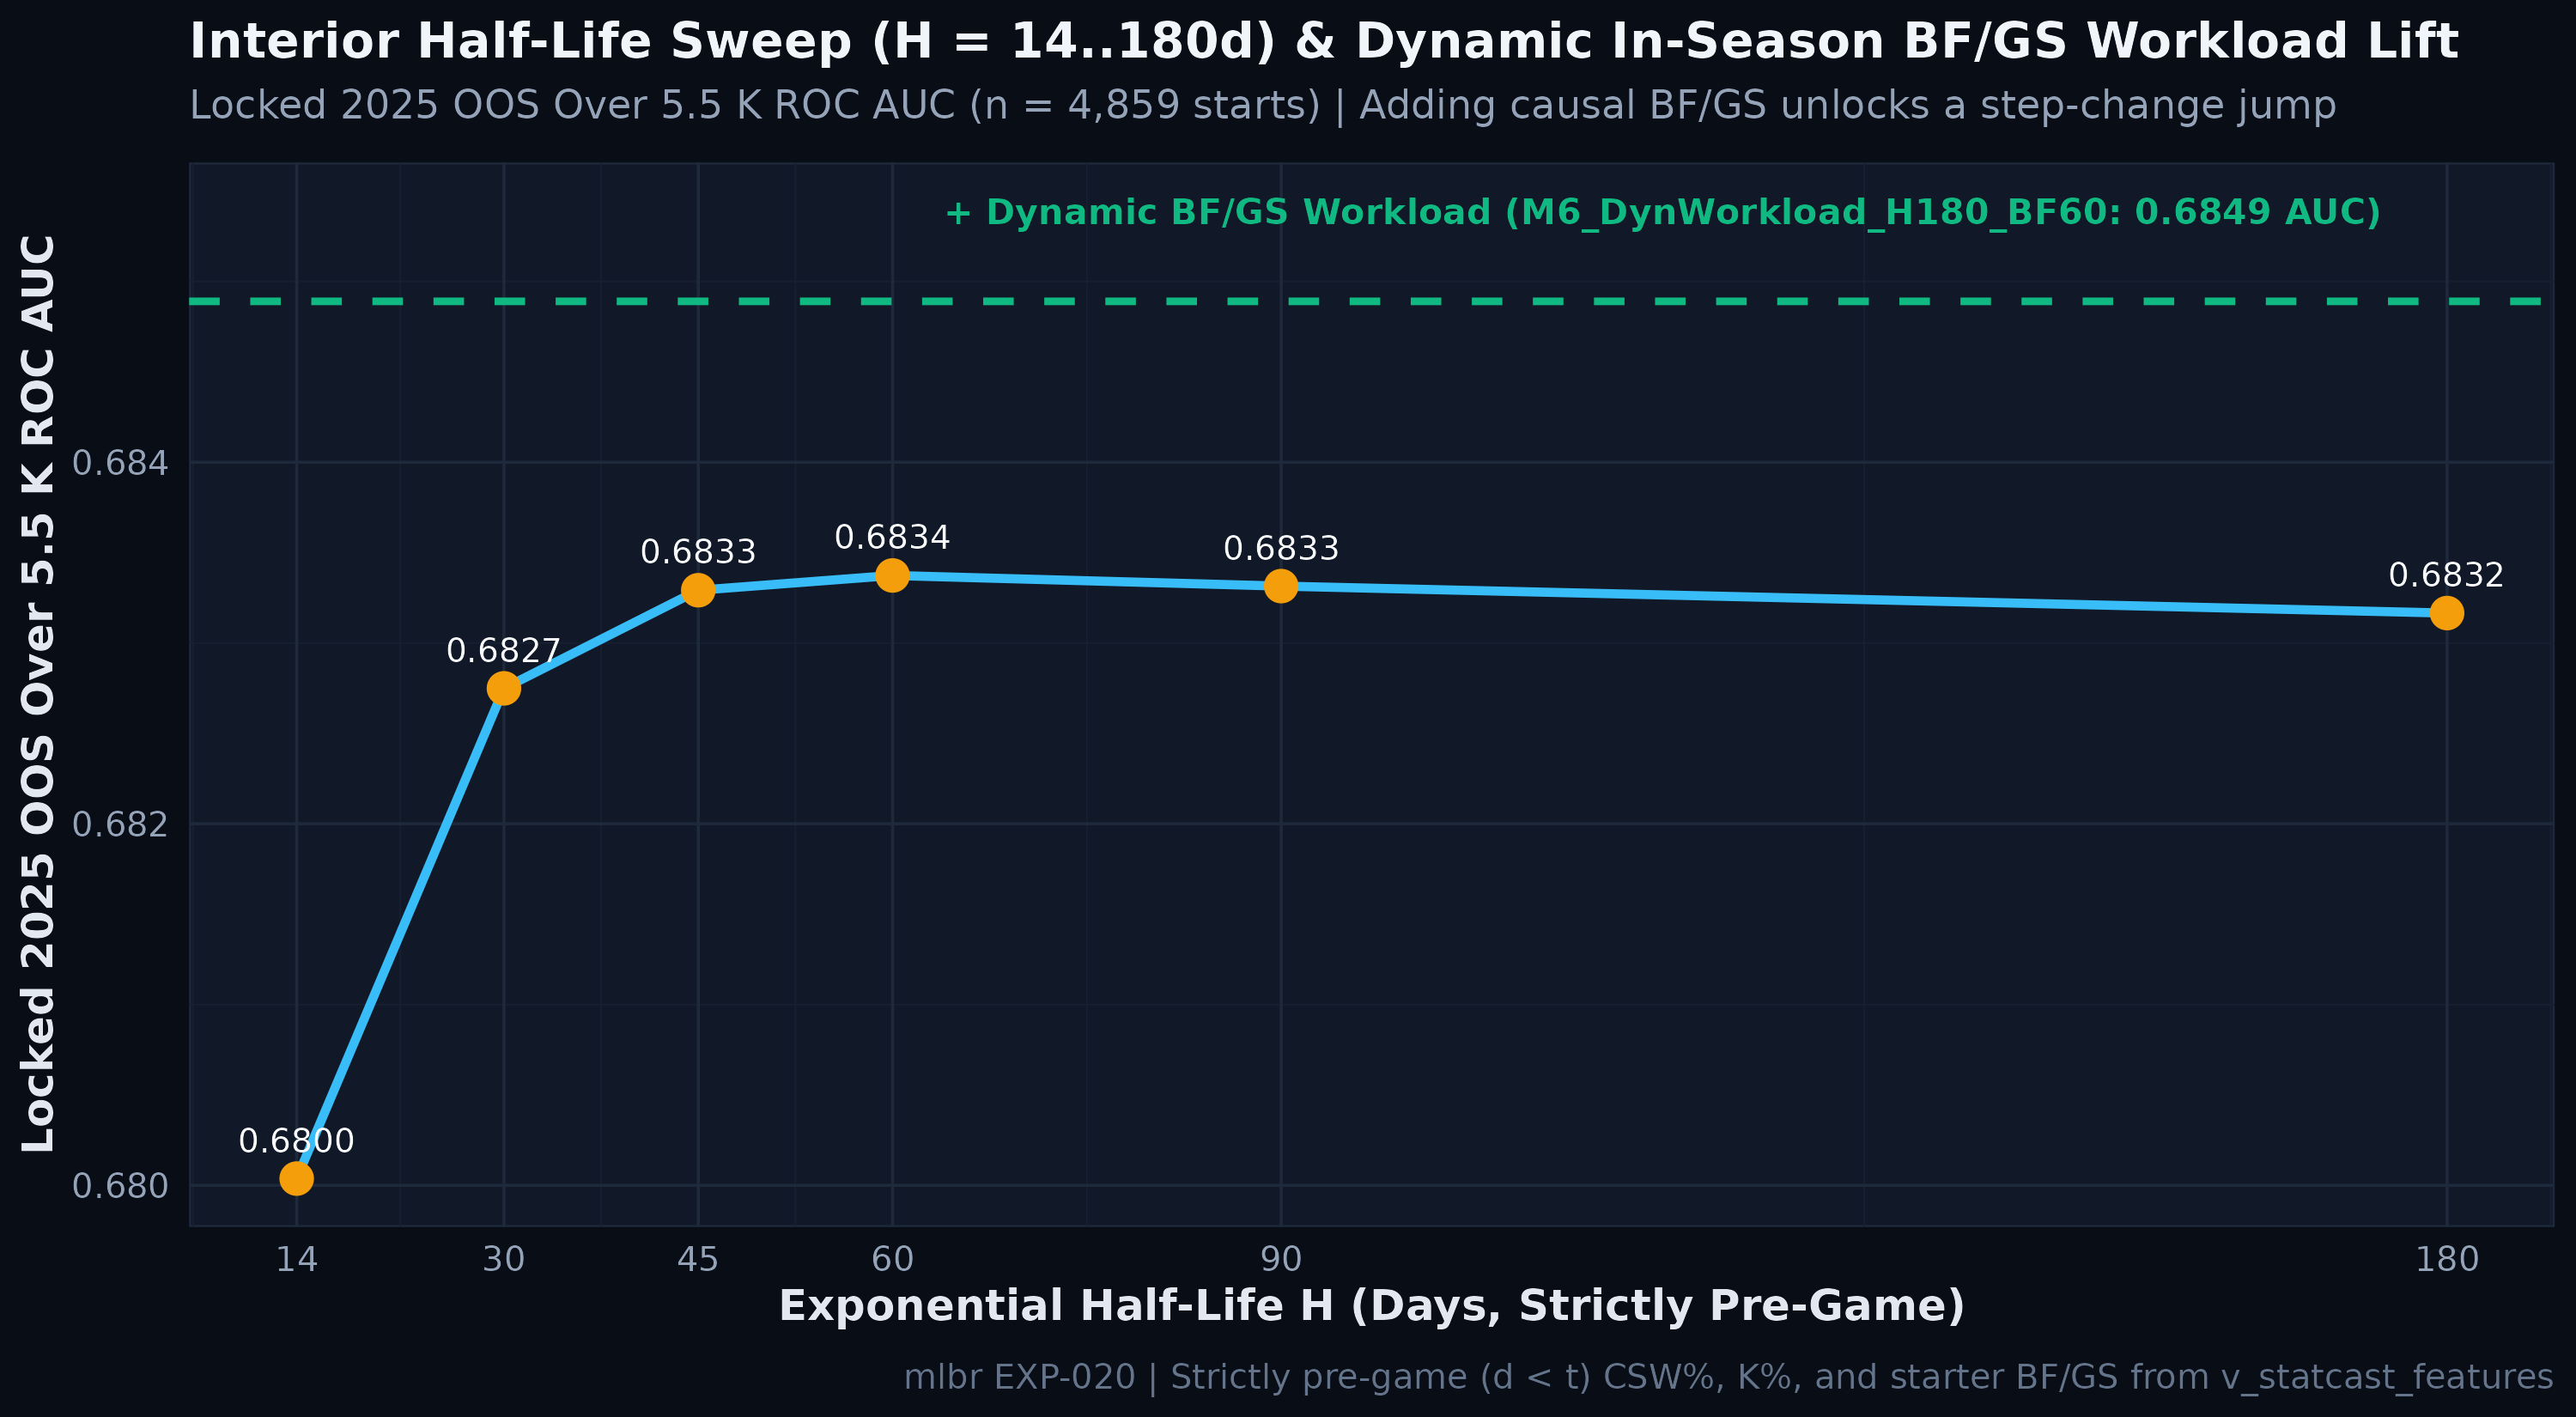 Interior Half-Life Sweep (H = 14..180d) & Dynamic In-Season BF/GS Workload Lift
Locked 2025 OOS Over 5.5 K ROC AUC (n = 4,859 starts) | Adding causal BF/GS unlocks a step-change jump
+ Dynamic BF/GS Workload (M6_DynWorkload_H180_BF60: 0.6849 AUC)
Locked 2025 OOS Over 5.5 K ROC AUC
0.684
0.682
0.680
0.6800
0.6827
0.6833
0.6834
0.6833
0.6832
14
30
45
60
90
180
Exponential Half-Life H (Days, Strictly Pre-Game)
mlbr EXP-020 | Strictly pre-game (d < t) CSW%, K%, and starter BF/GS from v_statcast_features